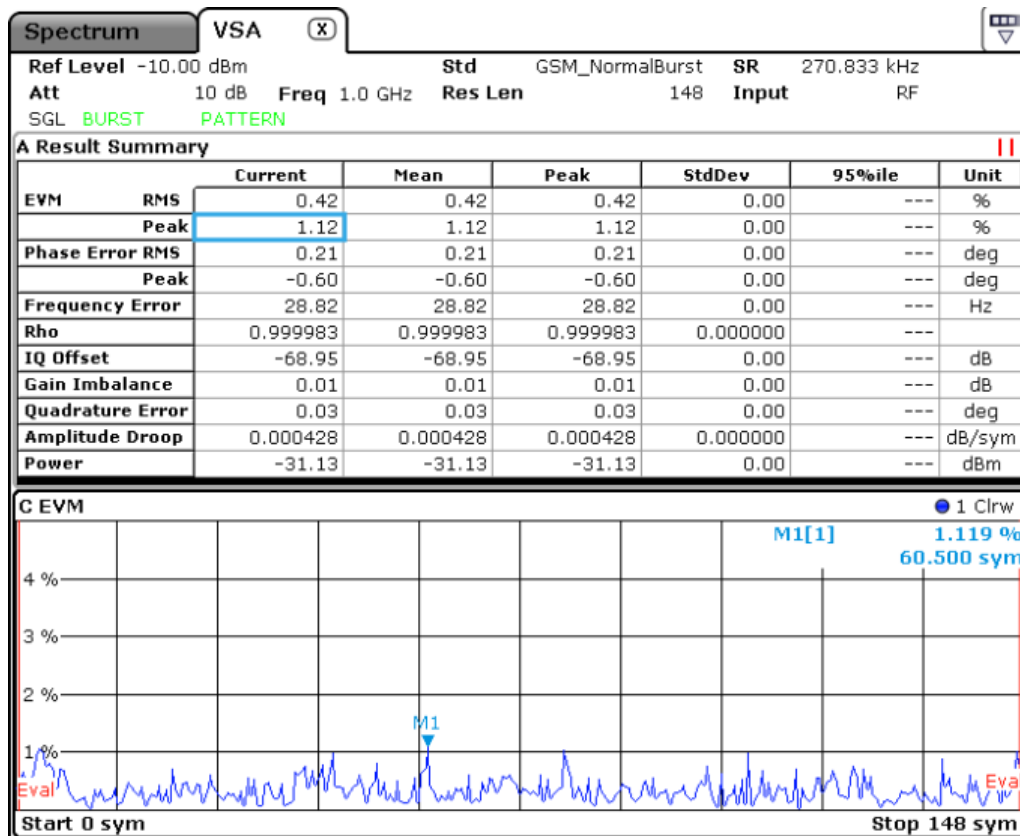 Spectrum VSA X
Ref Level -10.00 dBm Std GSM_NormalBurst SR 270.833 kHz
Att 10 dB Freq 1.0 GHz Res Len 148 Input RF
SGL BURST PATTERN
A Result Summary
Current Mean Peak StdDev 95%ile Unit
EVM RMS 0.42 0.42 0.42 0.00 --- %
Peak 1.12 1.12 1.12 0.00 --- %
Phase Error RMS 0.21 0.21 0.21 0.00 --- deg
Peak -0.60 -0.60 -0.60 0.00 --- deg
Frequency Error 28.82 28.82 28.82 0.00 --- Hz
Rho 0.999983 0.999983 0.999983 0.000000 ---
IQ Offset -68.95 -68.95 -68.95 0.00 --- dB
Gain Imbalance 0.01 0.01 0.01 0.00 --- dB
Quadrature Error 0.03 0.03 0.03 0.00 --- deg
Amplitude Droop 0.000428 0.000428 0.000428 0.000000 --- dB/sym
Power -31.13 -31.13 -31.13 0.00 --- dBm
C EVM 1 Clrw
M1[1] 1.119 %
60.500 sym
4 %
3 %
2 %
M1
1 %
Eval Eva
Start 0 sym Stop 148 sym